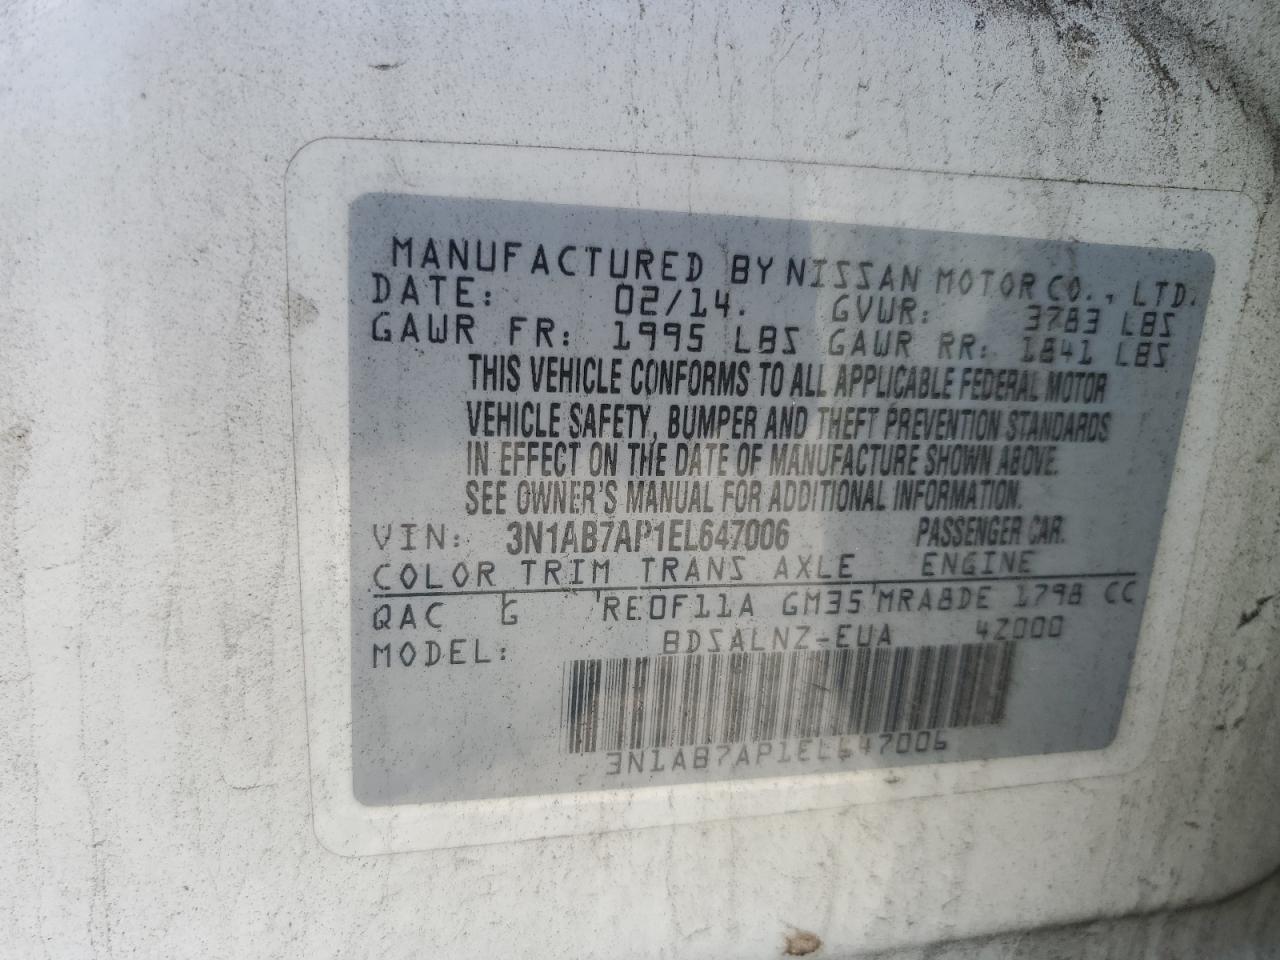 MANUFACTURED BY NISSAN MOTOR CO., LTD.
DATE: 02/14. GVWR: 3783 LBS
GAWR FR: 1995 LBS GAWR RR: 1841 LBS
THIS VEHICLE CONFORMS TO ALL APPLICABLE FEDERAL MOTOR
VEHICLE SAFETY, BUMPER AND THEFT PREVENTION STANDARDS
IN EFFECT ON THE DATE OF MANUFACTURE SHOWN ABOVE.
SEE OWNER'S MANUAL FOR ADDITIONAL INFORMATION.
VIN: 3N1AB7AP1EL647006 PASSENGER CAR.
COLOR TRIM TRANS AXLE ENGINE
QAC G RE0F11A GM35 MRA8DE 1798 CC
MODEL: BDSALNZ-EUA 4Z000
3N1AB7AP1EL647006